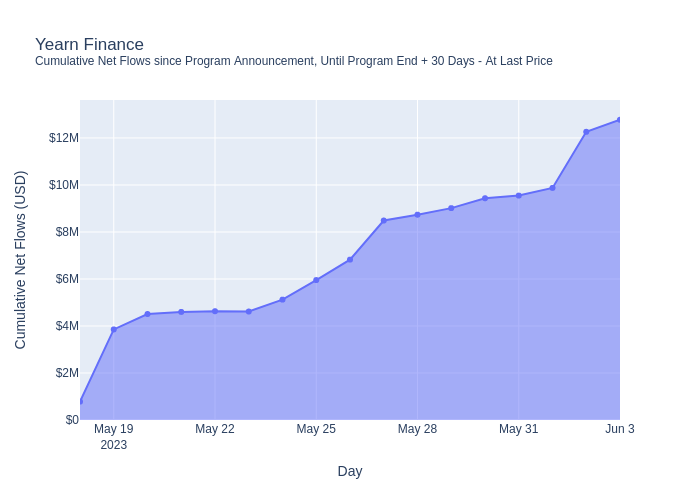 Yearn Finance
Cumulative Net Flows since Program Announcement, Until Program End + 30 Days - At Last Price
$12M
$10M
$8M
$6M
$4M
$2M
$0
Cumulative Net Flows (USD)
May 19
2023
May 22
May 25
May 28
May 31
Jun 3
Day